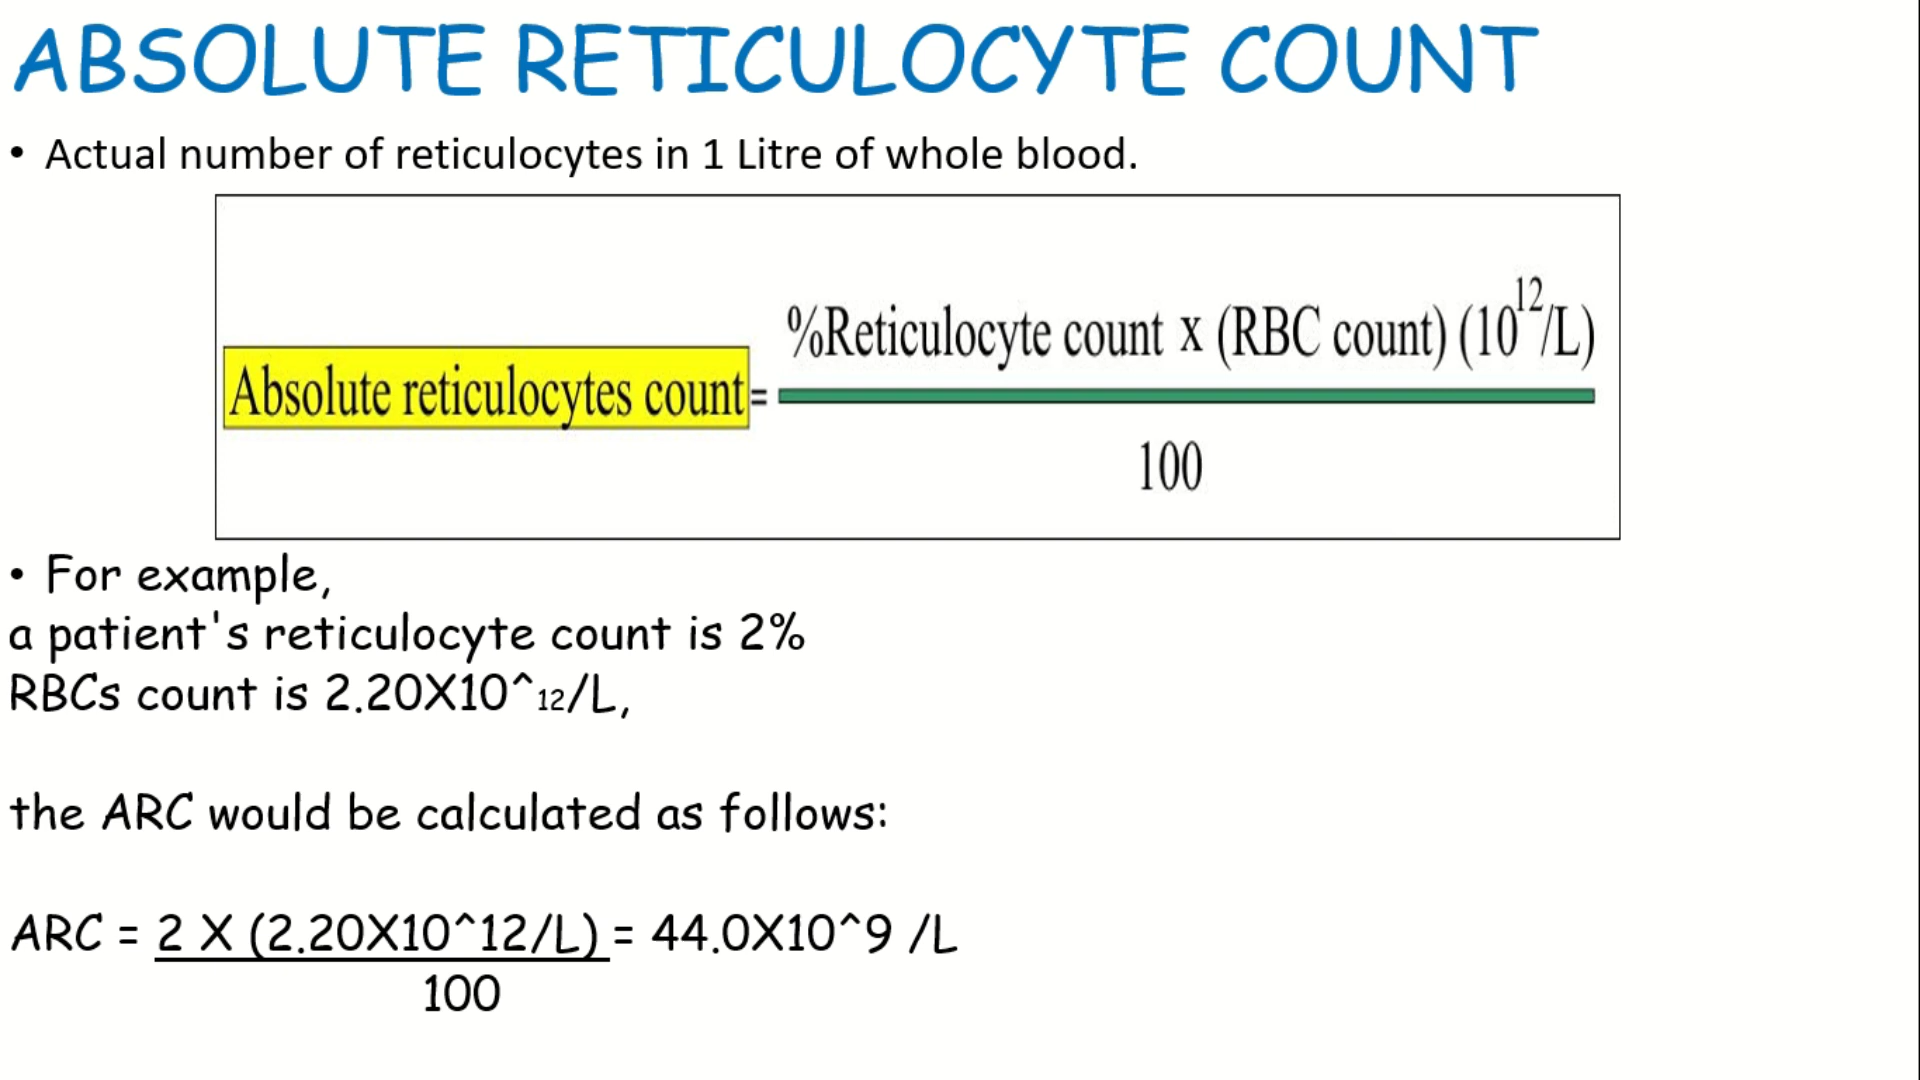 ABSOLUTE RETICULOCYTE COUNT
• Actual number of reticulocytes in 1 Litre of whole blood.
%Reticulocyte count x (RBC count) (10¹²/L)
Absolute reticulocytes count =
100
• For example,
a patient's reticulocyte count is 2%
RBCs count is 2.20X10^12/L,
the ARC would be calculated as follows:
ARC = 2 X (2.20X10^12/L) = 44.0X10^9 /L
100